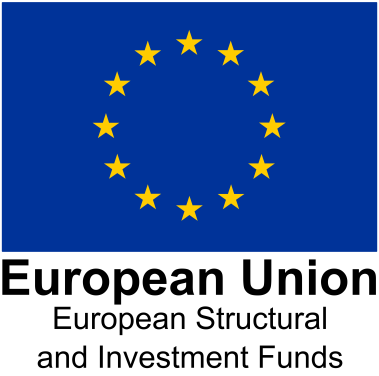 European Union
European Structural
and Investment Funds